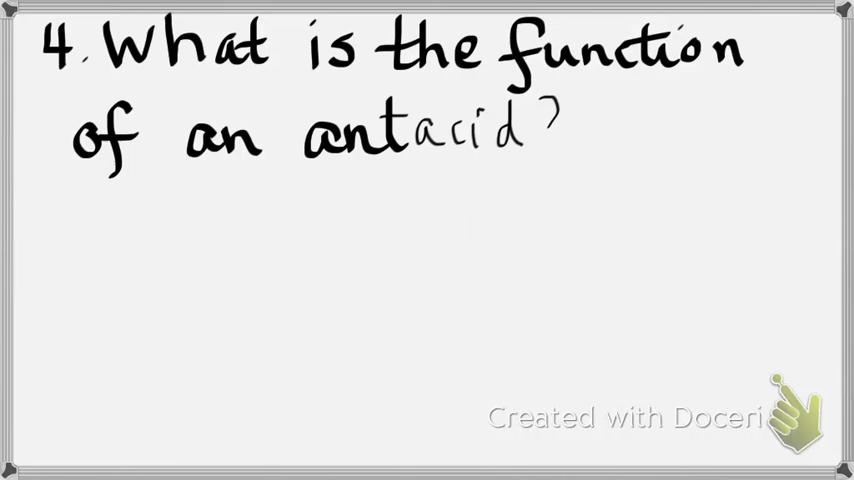 4. What is the function
of an antacid?
Created with Doceri